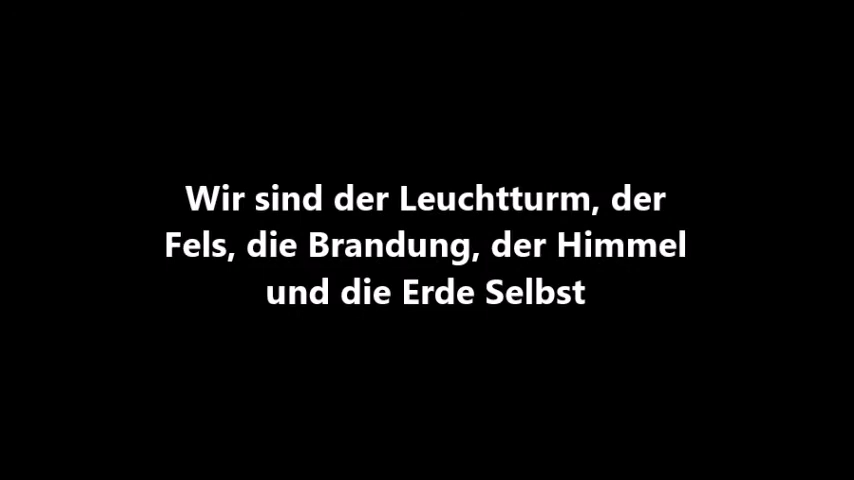 Wir sind der Leuchtturm, der
Fels, die Brandung, der Himmel
und die Erde Selbst